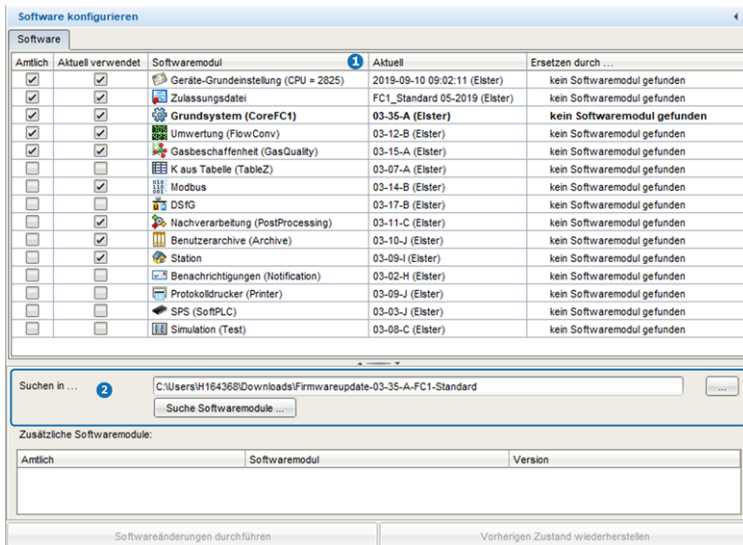 Software konfigurieren
Software
Amtlich Aktuell verwendet Softwaremodul 1 Aktuell Ersetzen durch ...
Geräte-Grundeinstellung (CPU = 2825) 2019-09-10 09:02:11 (Elster) kein Softwaremodul gefunden
Zulassungsdatei FC1_Standard 05-2019 (Elster) kein Softwaremodul gefunden
Grundsystem (CoreFC1) 03-35-A (Elster) kein Softwaremodul gefunden
Umwertung (FlowConv) 03-12-B (Elster) kein Softwaremodul gefunden
Gasbeschaffenheit (GasQuality) 03-15-A (Elster) kein Softwaremodul gefunden
K aus Tabelle (TableZ) 03-07-A (Elster) kein Softwaremodul gefunden
Modbus 03-14-B (Elster) kein Softwaremodul gefunden
DSfG 03-17-B (Elster) kein Softwaremodul gefunden
Nachverarbeitung (PostProcessing) 03-11-C (Elster) kein Softwaremodul gefunden
Benutzerarchive (Archive) 03-10-J (Elster) kein Softwaremodul gefunden
Station 03-09-I (Elster) kein Softwaremodul gefunden
Benachrichtigungen (Notification) 03-02-H (Elster) kein Softwaremodul gefunden
Protokolldrucker (Printer) 03-09-J (Elster) kein Softwaremodul gefunden
SPS (SoftPLC) 03-03-J (Elster) kein Softwaremodul gefunden
Simulation (Test) 03-08-C (Elster) kein Softwaremodul gefunden
Suchen in ... 2 C:\Users\H164368\Downloads\Firmwareupdate-03-35-A-FC1-Standard ...
Suche Softwaremodule ...
Zusätzliche Softwaremodule:
Amtlich Softwaremodul Version
Softwareänderungen durchführen Vorherigen Zustand wiederherstellen